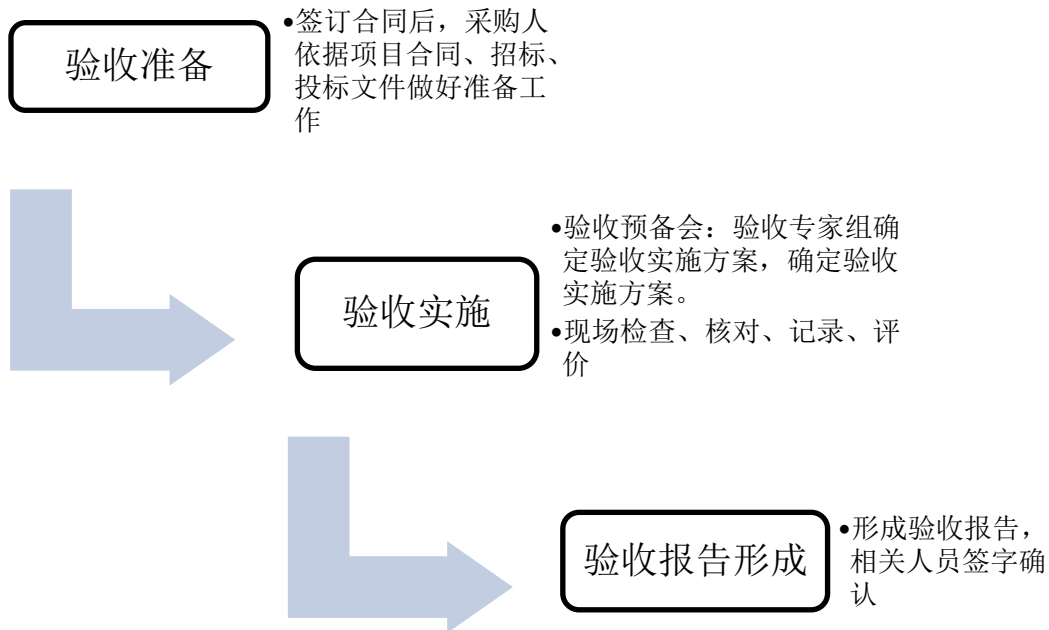 验收准备
•签订合同后，采购人
依据项目合同、招标、
投标文件做好准备工
作
验收实施
•验收预备会：验收专家组确
定验收实施方案，确定验收
实施方案。
•现场检查、核对、记录、评
价
验收报告形成
•形成验收报告，
相关人员签字确
认